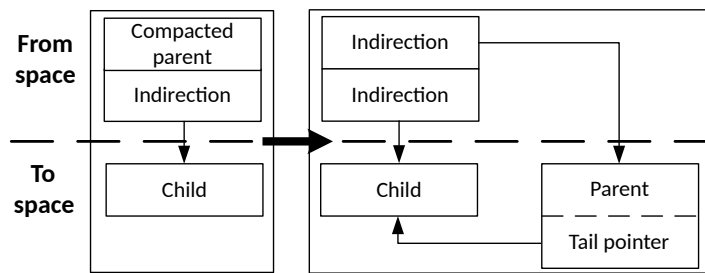 From
space
Compacted
parent
Indirection
Indirection
Indirection
To
space
Child
Child
Parent
Tail pointer